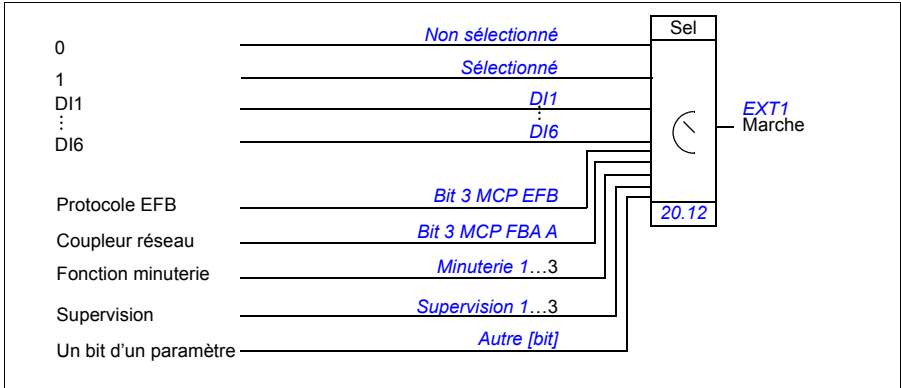 Sel
0 Non sélectionné
1 Sélectionné
DI1 DI1
DI6 DI6
EXT1
Marche
Protocole EFB Bit 3 MCP EFB
20.12
Coupleur réseau Bit 3 MCP FBA A
Fonction minuterie Minuterie 1…3
Supervision Supervision 1…3
Un bit d'un paramètre Autre [bit]